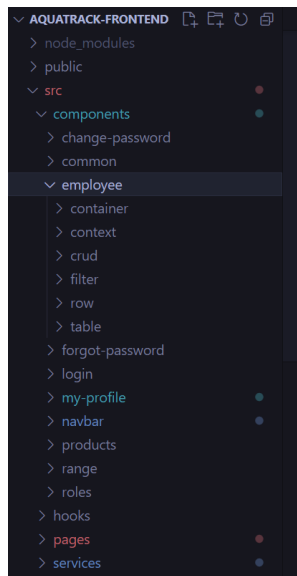 AQUATRACK-FRONTEND
node_modules
public
src
components
change-password
common
employee
container
context
crud
filter
row
table
forgot-password
login
my-profile
navbar
products
range
roles
hooks
pages
services